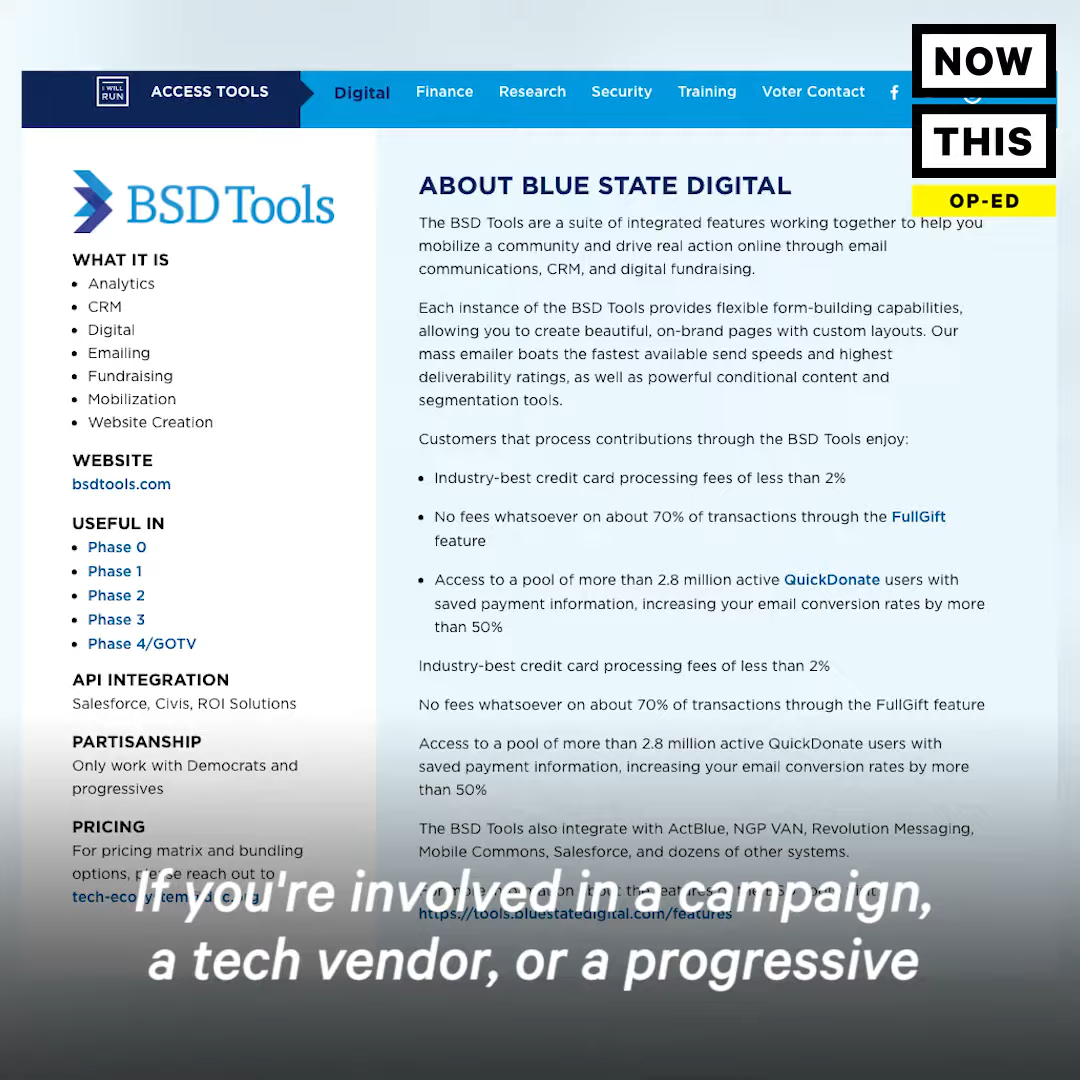 NOW
THIS
OP-ED
I WILL
RUN
ACCESS TOOLS
Digital
Finance
Research
Security
Training
Voter Contact
f
BSD Tools
WHAT IT IS
• Analytics
• CRM
• Digital
• Emailing
• Fundraising
• Mobilization
• Website Creation
WEBSITE
bsdtools.com
USEFUL IN
• Phase 0
• Phase 1
• Phase 2
• Phase 3
• Phase 4/GOTV
API INTEGRATION
Salesforce, Civis, ROI Solutions
PARTISANSHIP
Only work with Democrats and
progressives
PRICING
For pricing matrix and bundling
options, please reach out to
ABOUT BLUE STATE DIGITAL
The BSD Tools are a suite of integrated features working together to help you
mobilize a community and drive real action online through email
communications, CRM, and digital fundraising.
Each instance of the BSD Tools provides flexible form-building capabilities,
allowing you to create beautiful, on-brand pages with custom layouts. Our
mass emailer boats the fastest available send speeds and highest
deliverability ratings, as well as powerful conditional content and
segmentation tools.
Customers that process contributions through the BSD Tools enjoy:
• Industry-best credit card processing fees of less than 2%
• No fees whatsoever on about 70% of transactions through the FullGift
feature
• Access to a pool of more than 2.8 million active QuickDonate users with
saved payment information, increasing your email conversion rates by more
than 50%
Industry-best credit card processing fees of less than 2%
No fees whatsoever on about 70% of transactions through the FullGift feature
Access to a pool of more than 2.8 million active QuickDonate users with
saved payment information, increasing your email conversion rates by more
than 50%
The BSD Tools also integrate with ActBlue, NGP VAN, Revolution Messaging,
Mobile Commons, Salesforce, and dozens of other systems.
https://tools.bluestatedigital.com/features
If you're involved in a campaign,
a tech vendor, or a progressive